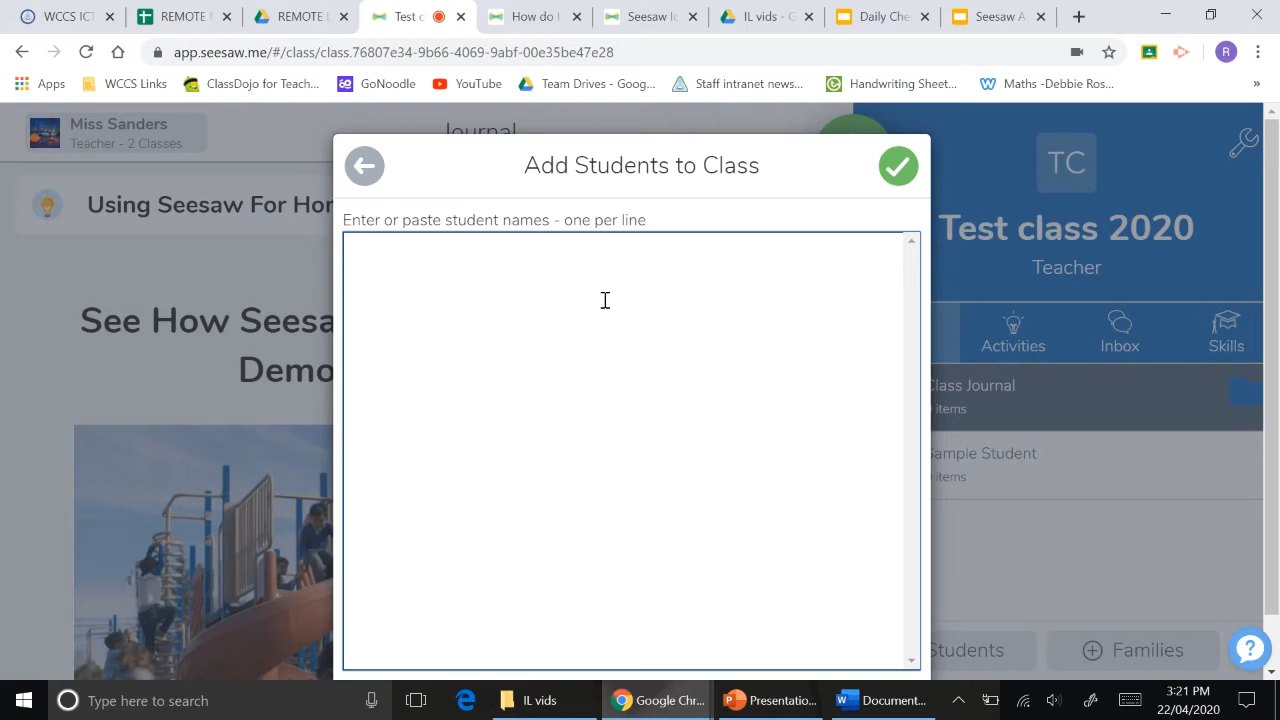 WCCS ICT
REMOTE
REMOTE L
Test c
How do I
Seesaw Ic
IL vids - G
Daily Che
Seesaw A
app.seesaw.me/#/class/class.76807e34-9b66-4069-9abf-00e35be47e28
R
Apps
WCCS Links
ClassDojo for Teach...
GoNoodle
YouTube
Team Drives - Goog...
Staff intranet new...
Handwriting Sheet...
Maths -Debbie Ros...
»
Miss Sanders
Teacher - 2 Classes
Journal
Add Students to Class
TC
Using Seesaw For Hor
Enter or paste student names - one per line
Test class 2020
Teacher
See How Seesa
Demo
Activities
Inbox
Skills
Class Journal
items
Sample Student
items
Students
Families
?
Type here to search
IL vids
Google Chr...
Presentatio...
Document...
3:21 PM
22/04/2020